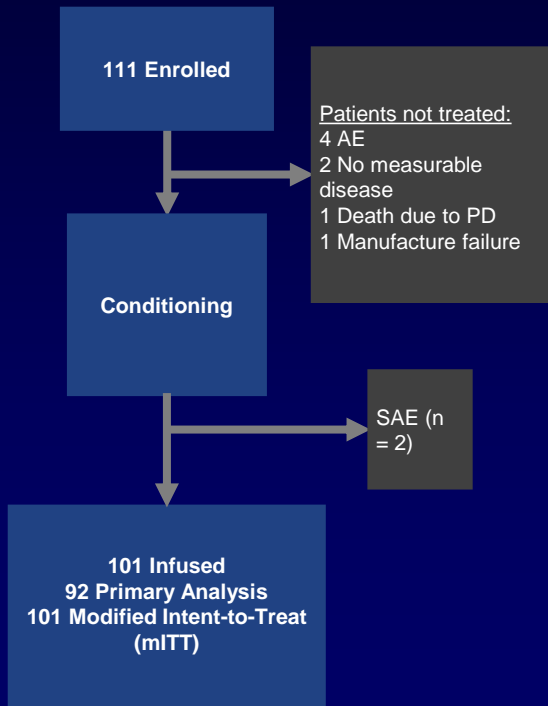 111 Enrolled
Patients not treated:
4 AE
2 No measurable
disease
1 Death due to PD
1 Manufacture failure
Conditioning
SAE (n
= 2)
101 Infused
92 Primary Analysis
101 Modified Intent-to-Treat
(mITT)